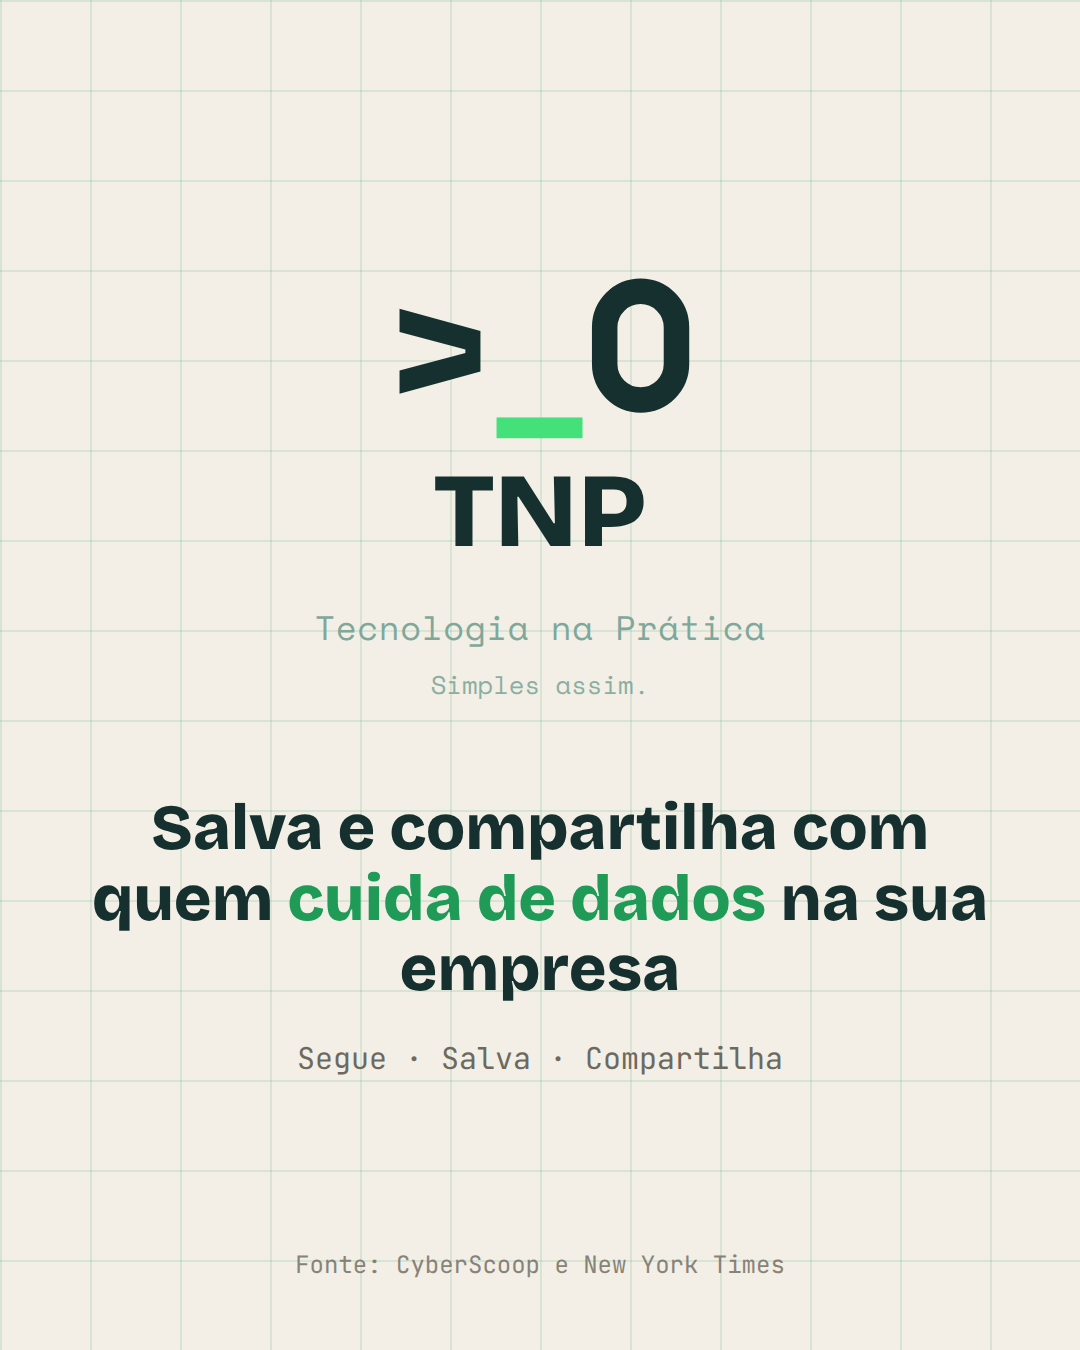 >_0
TNP
Tecnologia na Prática
Simples assim.
Salva e compartilha com
quem cuida de dados na sua
empresa
Segue · Salva · Compartilha
Fonte: CyberScoop e New York Times